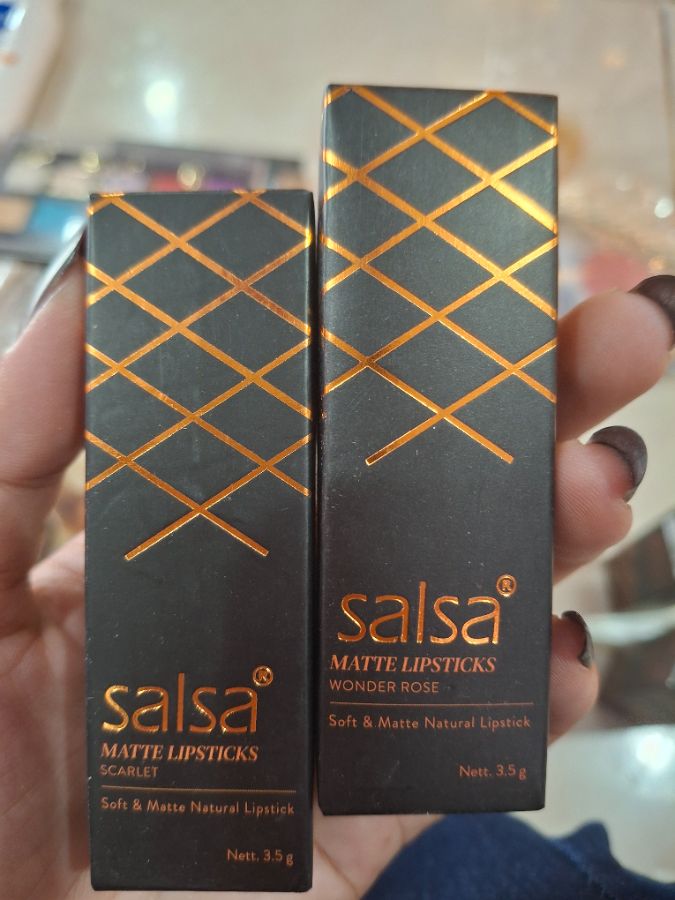 salsa®
MATTE LIPSTICKS
SCARLET
Soft & Matte Natural Lipstick
Nett. 3.5 g
salsa®
MATTE LIPSTICKS
WONDER ROSE
Soft & Matte Natural Lipstick
Nett. 3.5 g